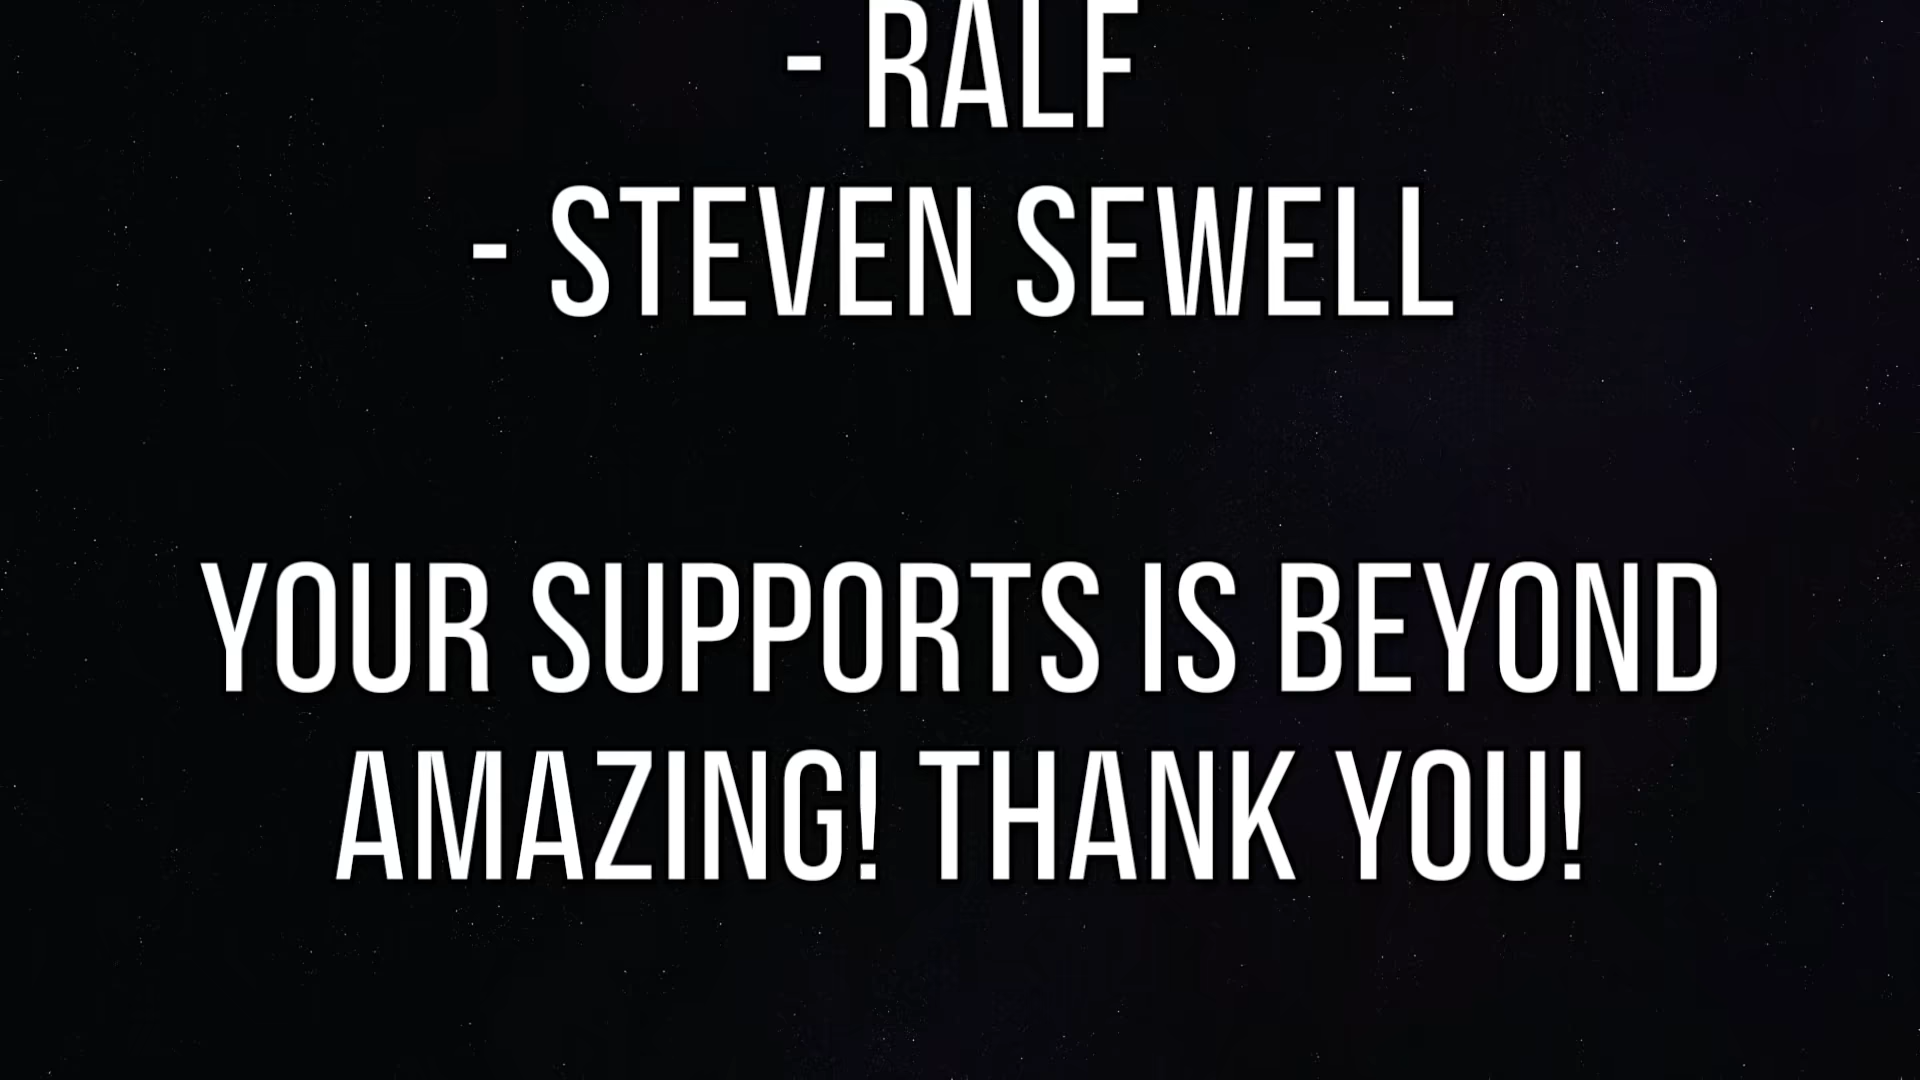 - RALF
- STEVEN SEWELL
YOUR SUPPORTS IS BEYOND
AMAZING! THANK YOU!